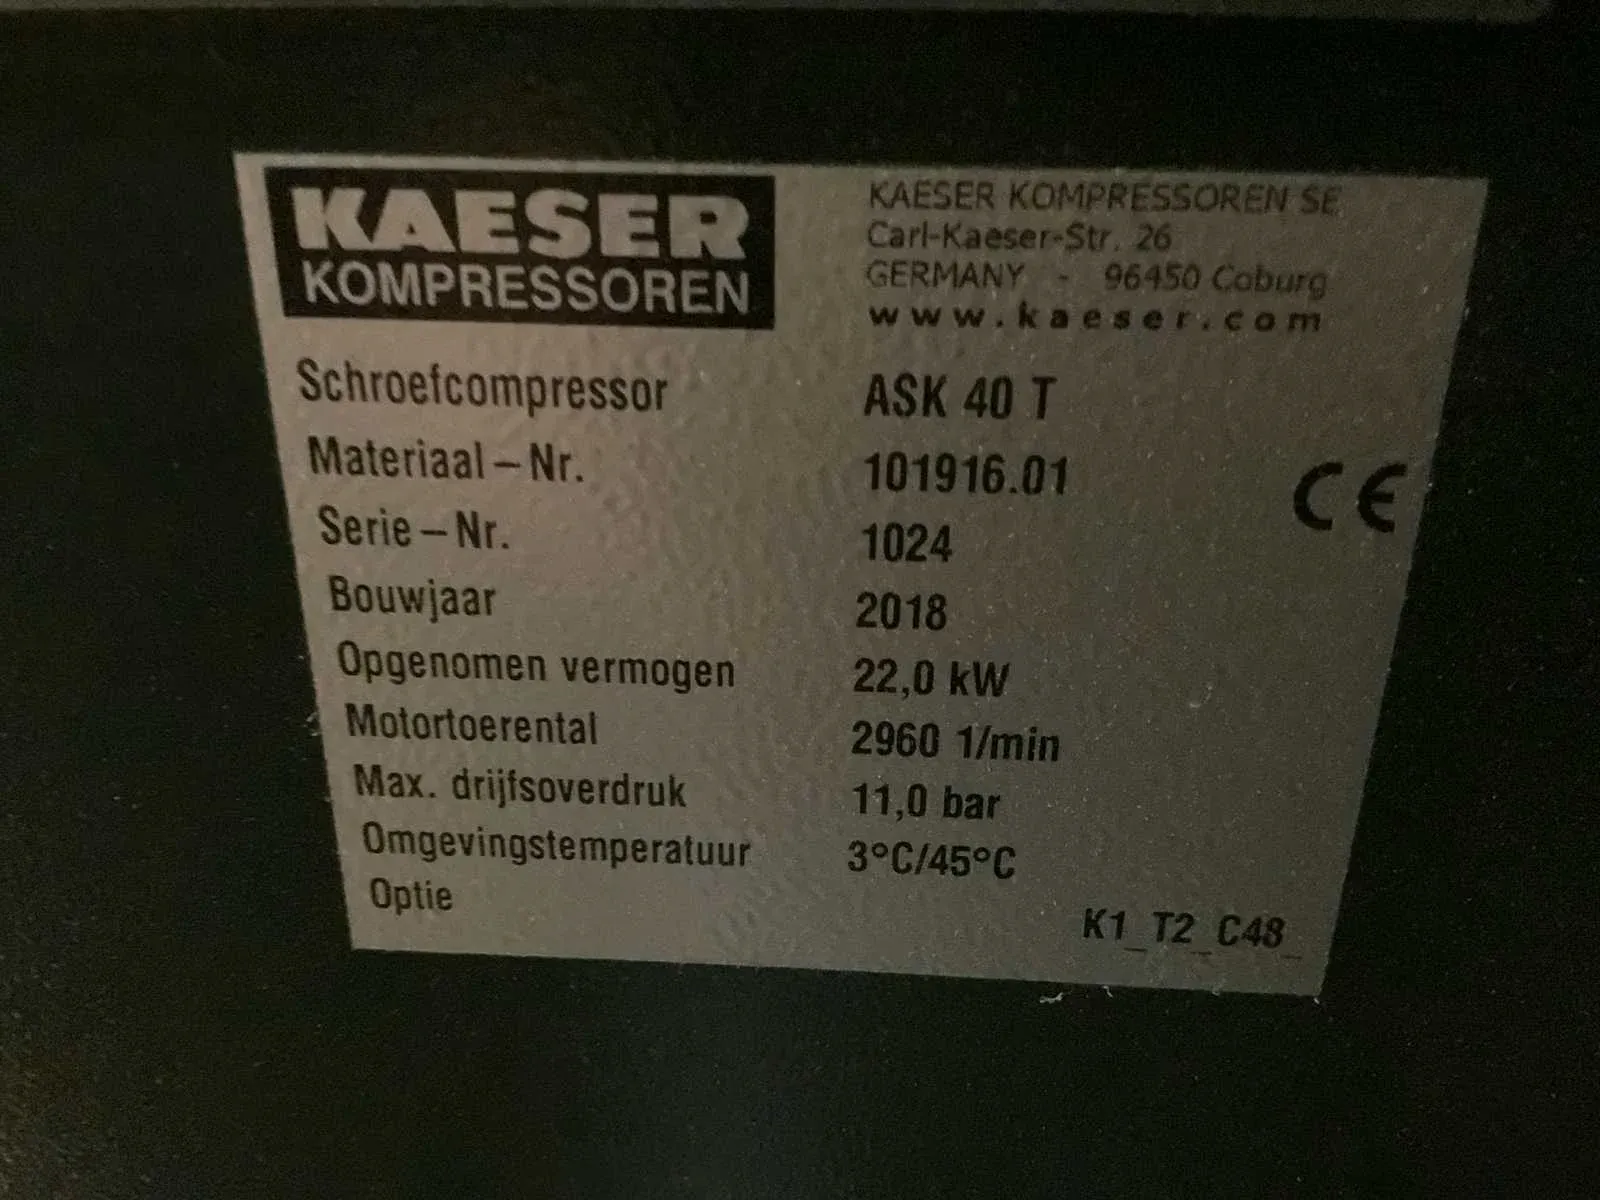 KAESER
KOMPRESSOREN
KAESER KOMPRESSOREN SE
Carl-Kaeser-Str. 26
GERMANY - 96450 Coburg
www.kaeser.com
Schroefcompressor ASK 40 T
Materiaal – Nr. 101916.01
CE
Serie – Nr. 1024
Bouwjaar 2018
Opgenomen vermogen 22,0 kW
Motortoerental 2960 1/min
Max. drijfsoverdruk 11,0 bar
Omgevingstemperatuur 3°C/45°C
Optie K1_T2_C48_